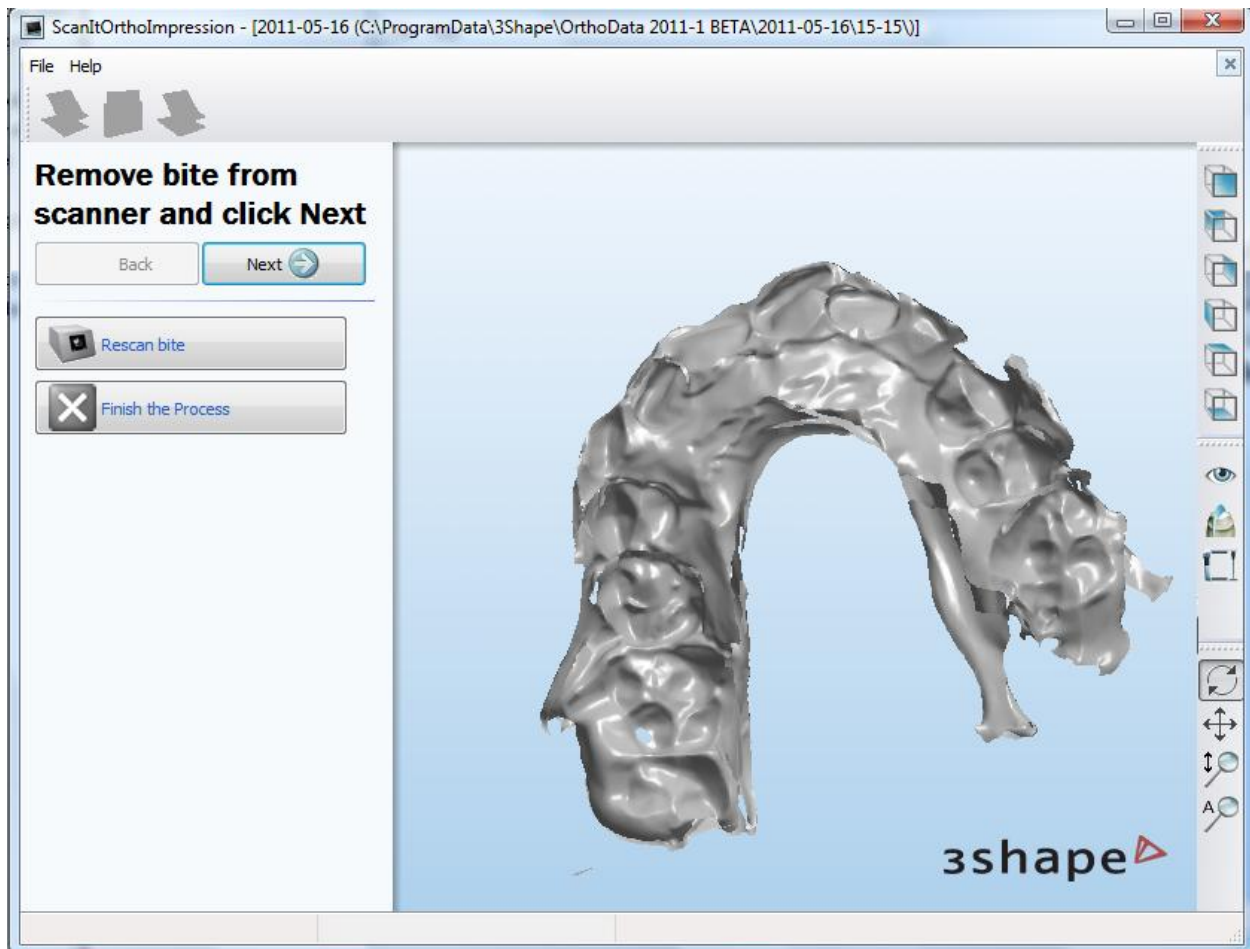 ScanItOrthoImpression - [2011-05-16 (C:\ProgramData\3Shape\OrthoData 2011-1 BETA\2011-05-16\15-15\)]
File Help
Remove bite from
scanner and click Next
Back Next
Rescan bite
Finish the Process
A
3shape